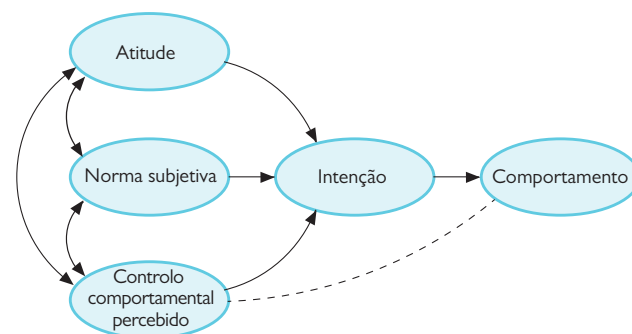 Atitude
Norma subjetiva
Intenção
Comportamento
Controlo
comportamental
percebido